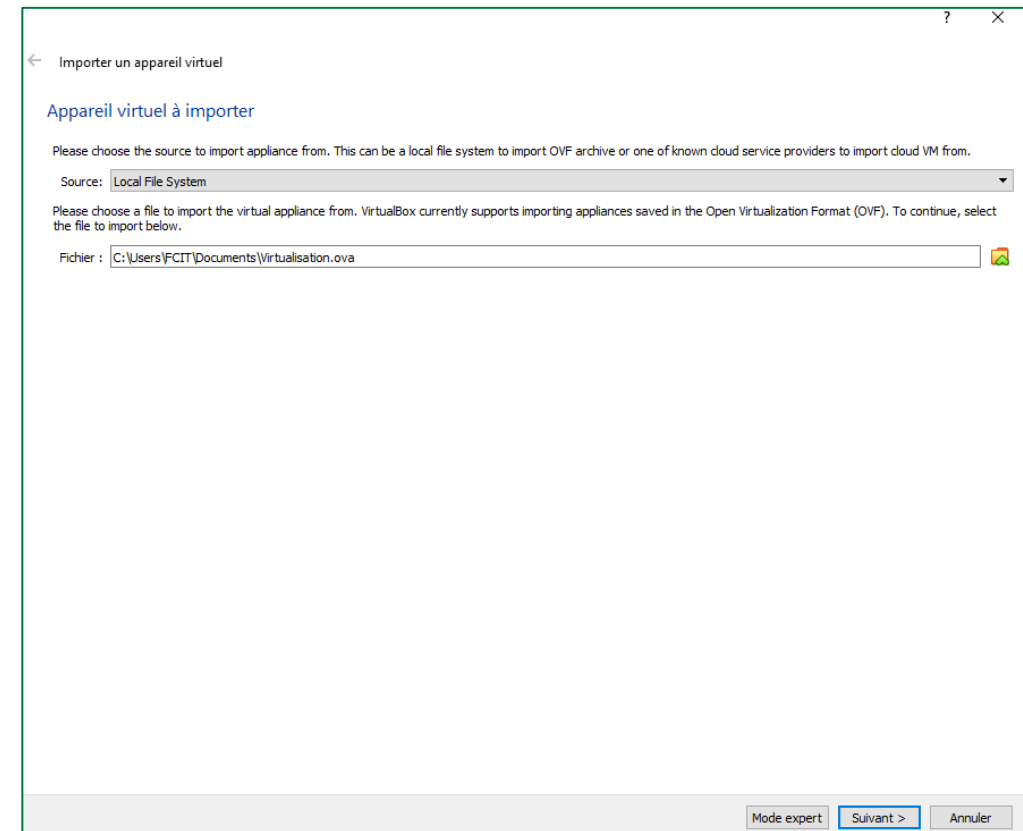 ?
Importer un appareil virtuel
Appareil virtuel à importer
Please choose the source to import appliance from. This can be a local file system to import OVF archive or one of known cloud service providers to import cloud VM from.
Source: Local File System
Please choose a file to import the virtual appliance from. VirtualBox currently supports importing appliances saved in the Open Virtualization Format (OVF). To continue, select
the file to import below.
Fichier : C:\Users\FCIT\Documents\Virtualisation.ova
Mode expert Suivant > Annuler